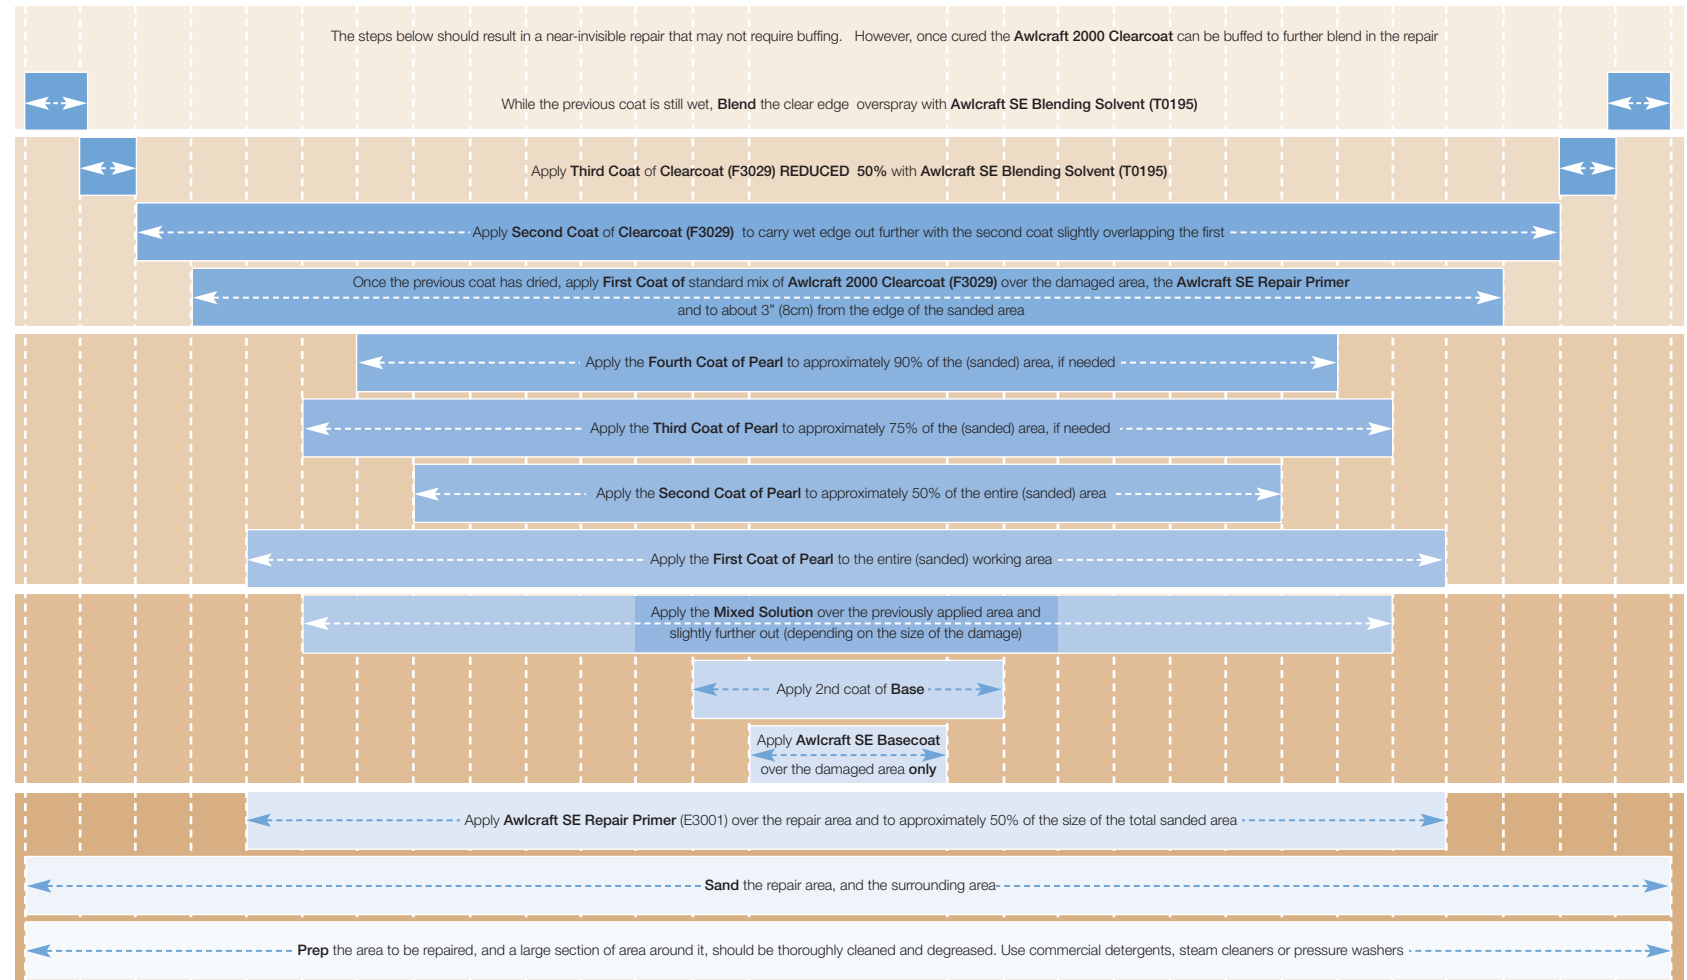 The steps below should result in a near-invisible repair that may not require buffing. However, once cured the Awlcraft 2000 Clearcoat can be buffed to further blend in the repair
While the previous coat is still wet, Blend the clear edge overspray with Awlcraft SE Blending Solvent (T0195)
Apply Third Coat of Clearcoat (F3029) REDUCED 50% with Awlcraft SE Blending Solvent (T0195)
Apply Second Coat of Clearcoat (F3029) to carry wet edge out further with the second coat slightly overlapping the first
Once the previous coat has dried, apply First Coat of standard mix of Awlcraft 2000 Clearcoat (F3029) over the damaged area, the Awlcraft SE Repair Primer
and to about 3” (8cm) from the edge of the sanded area
Apply the Fourth Coat of Pearl to approximately 90% of the (sanded) area, if needed
Apply the Third Coat of Pearl to approximately 75% of the (sanded) area, if needed
Apply the Second Coat of Pearl to approximately 50% of the entire (sanded) area
Apply the First Coat of Pearl to the entire (sanded) working area
Apply the Mixed Solution over the previously applied area and
slightly further out (depending on the size of the damage)
Apply 2nd coat of Base
Apply Awlcraft SE Basecoat
over the damaged area only
Apply Awlcraft SE Repair Primer (E3001) over the repair area and to approximately 50% of the size of the total sanded area
Sand the repair area, and the surrounding area
Prep the area to be repaired, and a large section of area around it, should be thoroughly cleaned and degreased. Use commercial detergents, steam cleaners or pressure washers